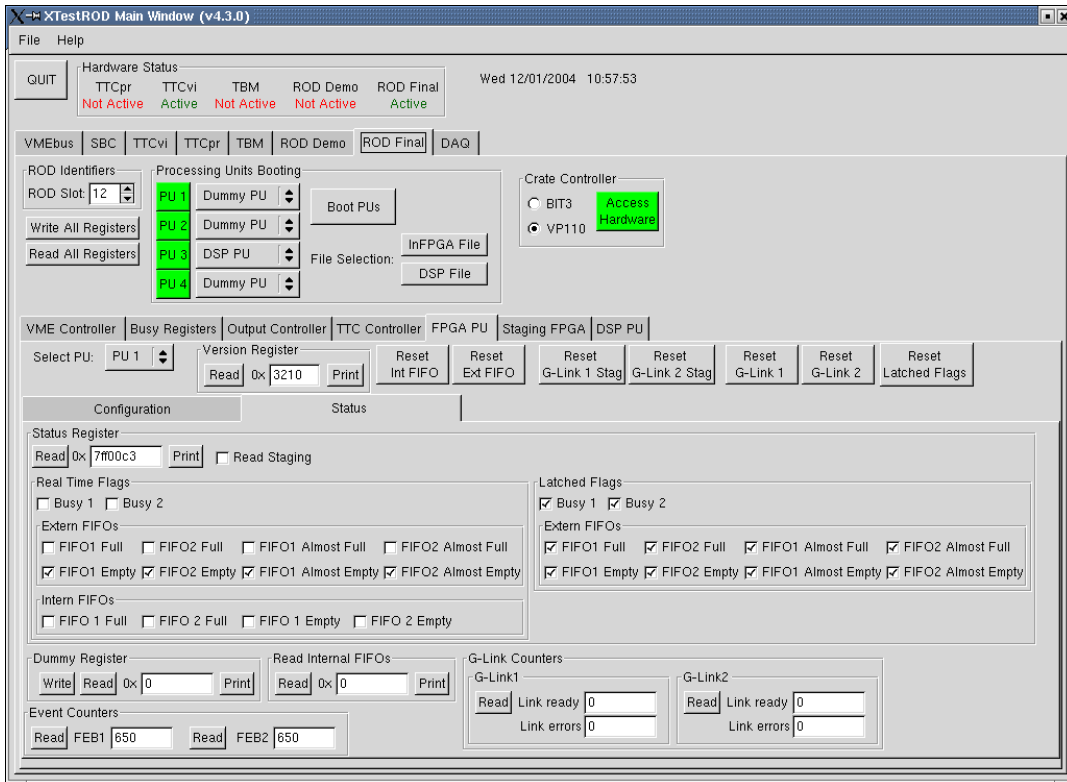 XTestROD Main Window (v4.3.0)
File Help
QUIT
Hardware Status
TTCpr TTCvi TBM ROD Demo ROD Final
Not Active Active Not Active Not Active Active
Wed 12/01/2004 10:57:53
VMEbus SBC TTCvi TTCpr TBM ROD Demo ROD Final DAQ
ROD Identifiers
ROD Slot: 12
Write All Registers
Read All Registers
Processing Units Booting
PU 1 Dummy PU
PU 2 Dummy PU
PU 3 DSP PU
PU 4 Dummy PU
Boot PUs
File Selection:
InFPGA File
DSP File
Crate Controller
BIT3
VP110
Access
Hardware
VME Controller Busy Registers Output Controller TTC Controller FPGA PU Staging FPGA DSP PU
Select PU: PU 1
Version Register
Read 0x 3210 Print
Reset
Int FIFO
Reset
Ext FIFO
Reset
G-Link 1 Stag
Reset
G-Link 2 Stag
Reset
G-Link 1
Reset
G-Link 2
Reset
Latched Flags
Configuration Status
Status Register
Read 0x 7ff00c3 Print Read Staging
Real Time Flags
Busy 1 Busy 2
Extern FIFOs
FIFO1 Full FIFO2 Full FIFO1 Almost Full FIFO2 Almost Full
FIFO1 Empty FIFO2 Empty FIFO1 Almost Empty FIFO2 Almost Empty
Intern FIFOs
FIFO 1 Full FIFO 2 Full FIFO 1 Empty FIFO 2 Empty
Latched Flags
Busy 1 Busy 2
Extern FIFOs
FIFO1 Full FIFO2 Full FIFO1 Almost Full FIFO2 Almost Full
FIFO1 Empty FIFO2 Empty FIFO1 Almost Empty FIFO2 Almost Empty
Dummy Register
Write Read 0x 0 Print
Read Internal FIFOs
Read 0x 0 Print
Event Counters
Read FEB1 650 Read FEB2 650
G-Link Counters
G-Link1
Read Link ready 0
Link errors 0
G-Link2
Read Link ready 0
Link errors 0